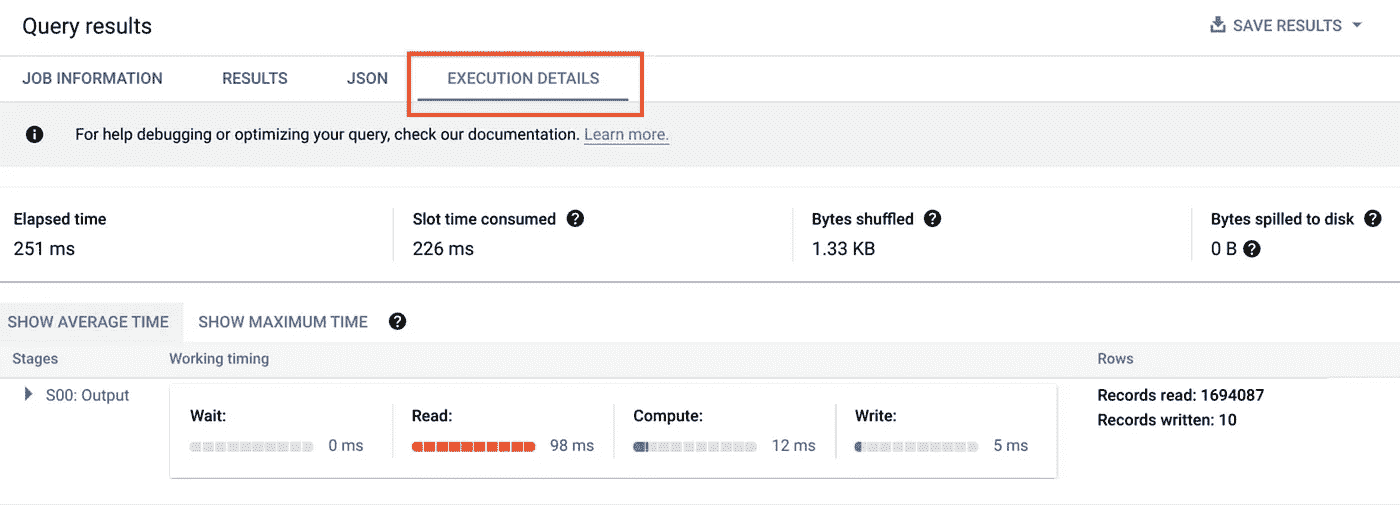 Query results
SAVE RESULTS
JOB INFORMATION RESULTS JSON EXECUTION DETAILS
For help debugging or optimizing your query, check our documentation. Learn more.
Elapsed time Slot time consumed Bytes shuffled Bytes spilled to disk
251 ms 226 ms 1.33 KB 0 B
SHOW AVERAGE TIME SHOW MAXIMUM TIME
Stages Working timing Rows
S00: Output
Wait: Read: Compute: Write:
0 ms 98 ms 12 ms 5 ms
Records read: 1694087
Records written: 10